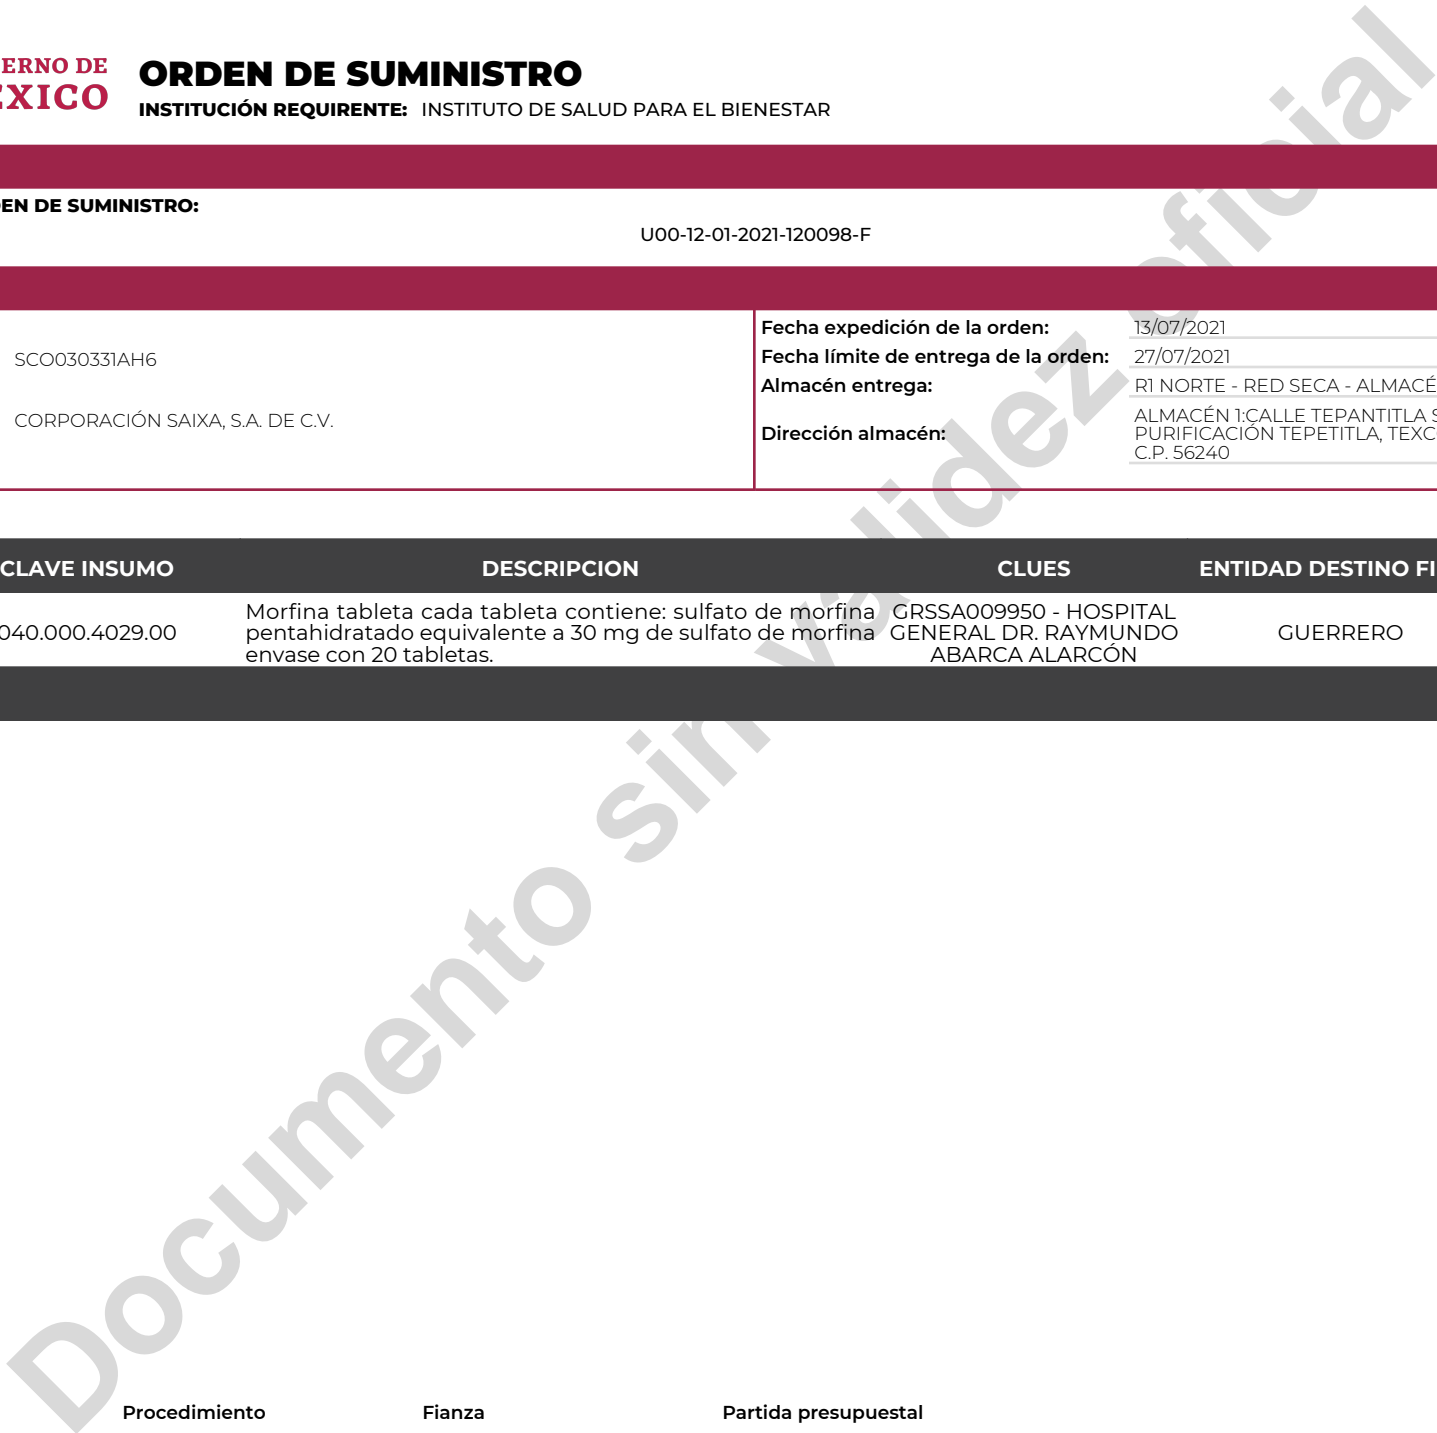 ERNO DE
EXICO
ORDEN DE SUMINISTRO
INSTITUCIÓN REQUIRENTE: INSTITUTO DE SALUD PARA EL BIENESTAR
EN DE SUMINISTRO:
U00-12-01-2021-120098-F
SCO030331AH6
CORPORACIÓN SAIXA, S.A. DE C.V.
Fecha expedición de la orden: 13/07/2021
Fecha límite de entrega de la orden: 27/07/2021
Almacén entrega: R1 NORTE - RED SECA - ALMACÉ
Dirección almacén:
ALMACÉN 1:CALLE TEPANTITLA S
PURIFICACIÓN TEPETITLA, TEXC
C.P. 56240
CLAVE INSUMO DESCRIPCION CLUES ENTIDAD DESTINO FI
040.000.4029.00
Morfina tableta cada tableta contiene: sulfato de morfina
pentahidratado equivalente a 30 mg de sulfato de morfina
envase con 20 tabletas.
GRSSA009950 - HOSPITAL
GENERAL DR. RAYMUNDO
ABARCA ALARCÓN
GUERRERO
Documento sin validez oficial
Procedimiento Fianza Partida presupuestal